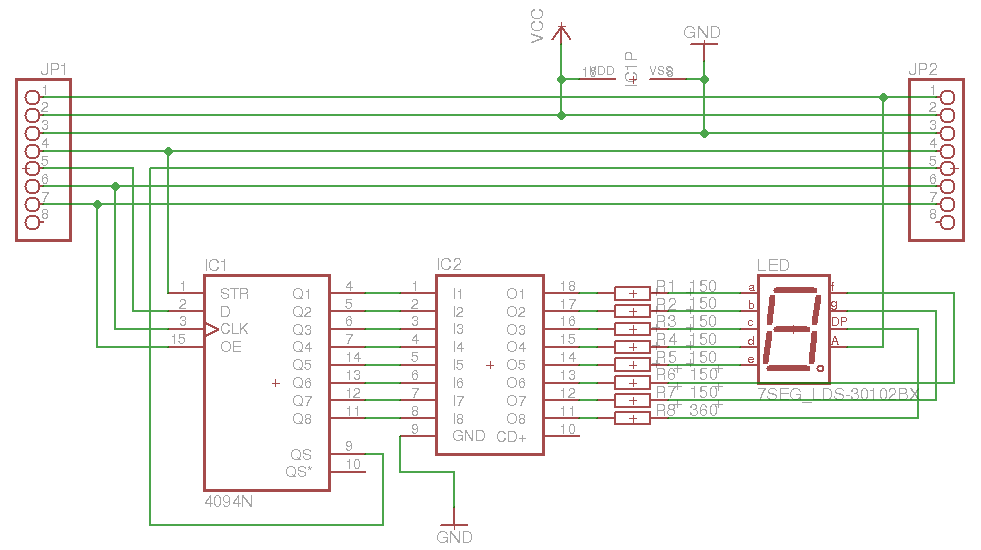 VCC
GND
18
VDD
IC1P
VSS
8
JP1
JP2
1
2
3
4
5
6
7
8
1
2
3
4
5
6
7
8
IC1
IC2
LED
1 STR Q1 4
2 D Q2 5
3 CLK Q3 6
15 OE Q4 7
Q5 14
Q6 13
Q7 12
Q8 11
QS 9
QS* 10
4094N
1 I1 O1 18
2 I2 O2 17
3 I3 O3 16
4 I4 O4 15
5 I5 O5 14
6 I6 O6 13
7 I7 O7 12
8 I8 O8 11
9 GND CD+ 10
GND
R1 150
R2 150
R3 150
R4 150
R5 150
R6 150
R7 150
R8 360
a f
b g
c DP
d A
e
7SEG_LDS-30102BX